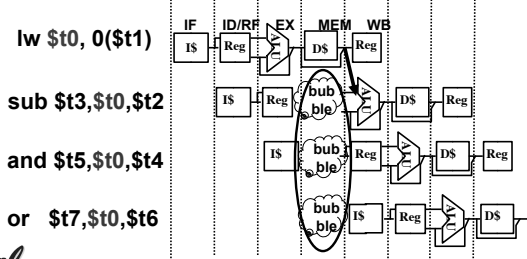 IF ID/RF EX MEM WB
lw $t0, 0($t1) I$ Reg ALU D$ Reg
sub $t3,$t0,$t2 I$ Reg bub ble ALU D$ Reg
and $t5,$t0,$t4 I$ bub ble Reg ALU D$ Reg
or $t7,$t0,$t6 bub ble I$ Reg ALU D$